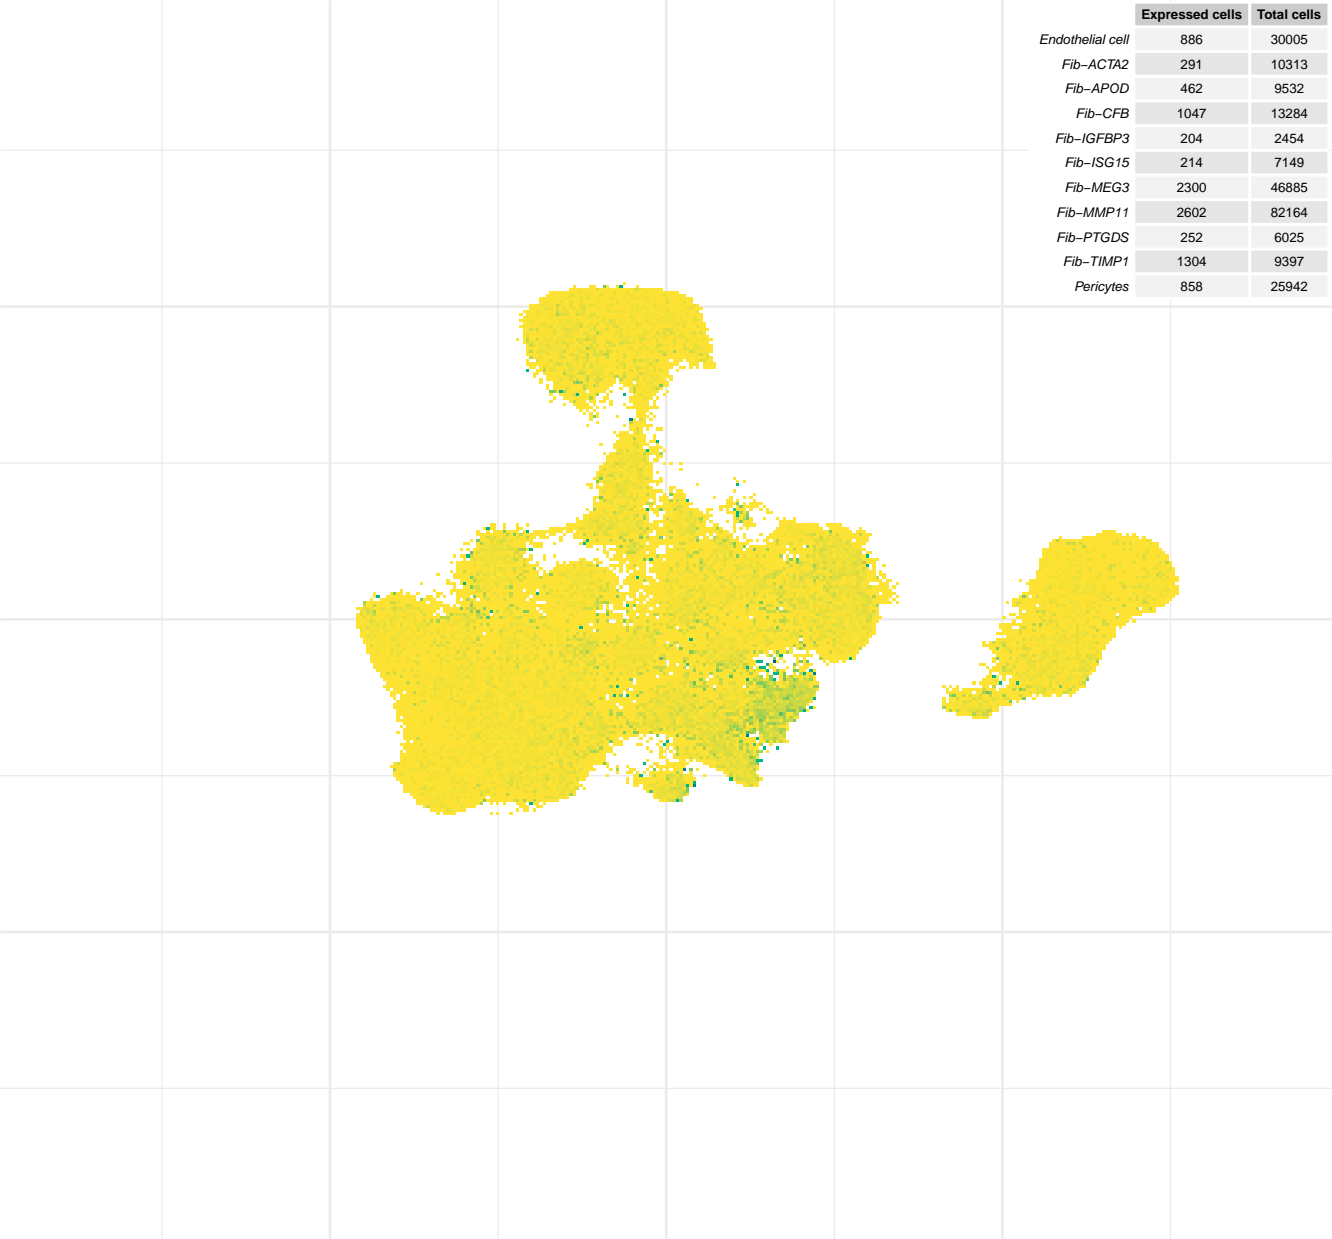 Expressed cells Total cells
Endothelial cell 886 30005
Fib−ACTA2 291 10313
Fib−APOD 462 9532
Fib−CFB 1047 13284
Fib−IGFBP3 204 2454
Fib−ISG15 214 7149
Fib−MEG3 2300 46885
Fib−MMP11 2602 82164
Fib−PTGDS 252 6025
Fib−TIMP1 1304 9397
Pericytes 858 25942